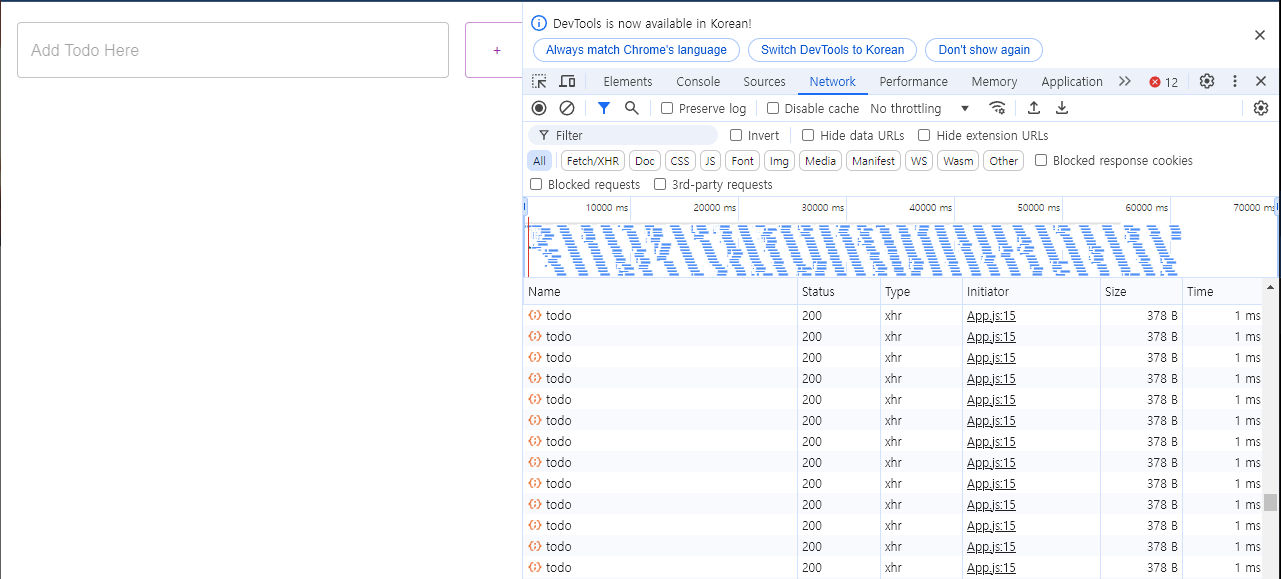 Add Todo Here
+
DevTools is now available in Korean!
Always match Chrome's language Switch DevTools to Korean Don't show again
Elements Console Sources Network Performance Memory Application 12
Preserve log Disable cache No throttling
Filter Invert Hide data URLs Hide extension URLs
All Fetch/XHR Doc CSS JS Font Img Media Manifest WS Wasm Other Blocked response cookies
Blocked requests 3rd-party requests
10000 ms 20000 ms 30000 ms 40000 ms 50000 ms 60000 ms 70000 ms
Name Status Type Initiator Size Time
todo 200 xhr App.js:15 378 B 1 ms
todo 200 xhr App.js:15 378 B 1 ms
todo 200 xhr App.js:15 378 B 1 ms
todo 200 xhr App.js:15 378 B 1 ms
todo 200 xhr App.js:15 378 B 1 ms
todo 200 xhr App.js:15 378 B 1 ms
todo 200 xhr App.js:15 378 B 1 ms
todo 200 xhr App.js:15 378 B 1 ms
todo 200 xhr App.js:15 378 B 1 ms
todo 200 xhr App.js:15 378 B 1 ms
todo 200 xhr App.js:15 378 B 1 ms
todo 200 xhr App.js:15 378 B 1 ms
todo 200 xhr App.js:15 378 B 1 ms